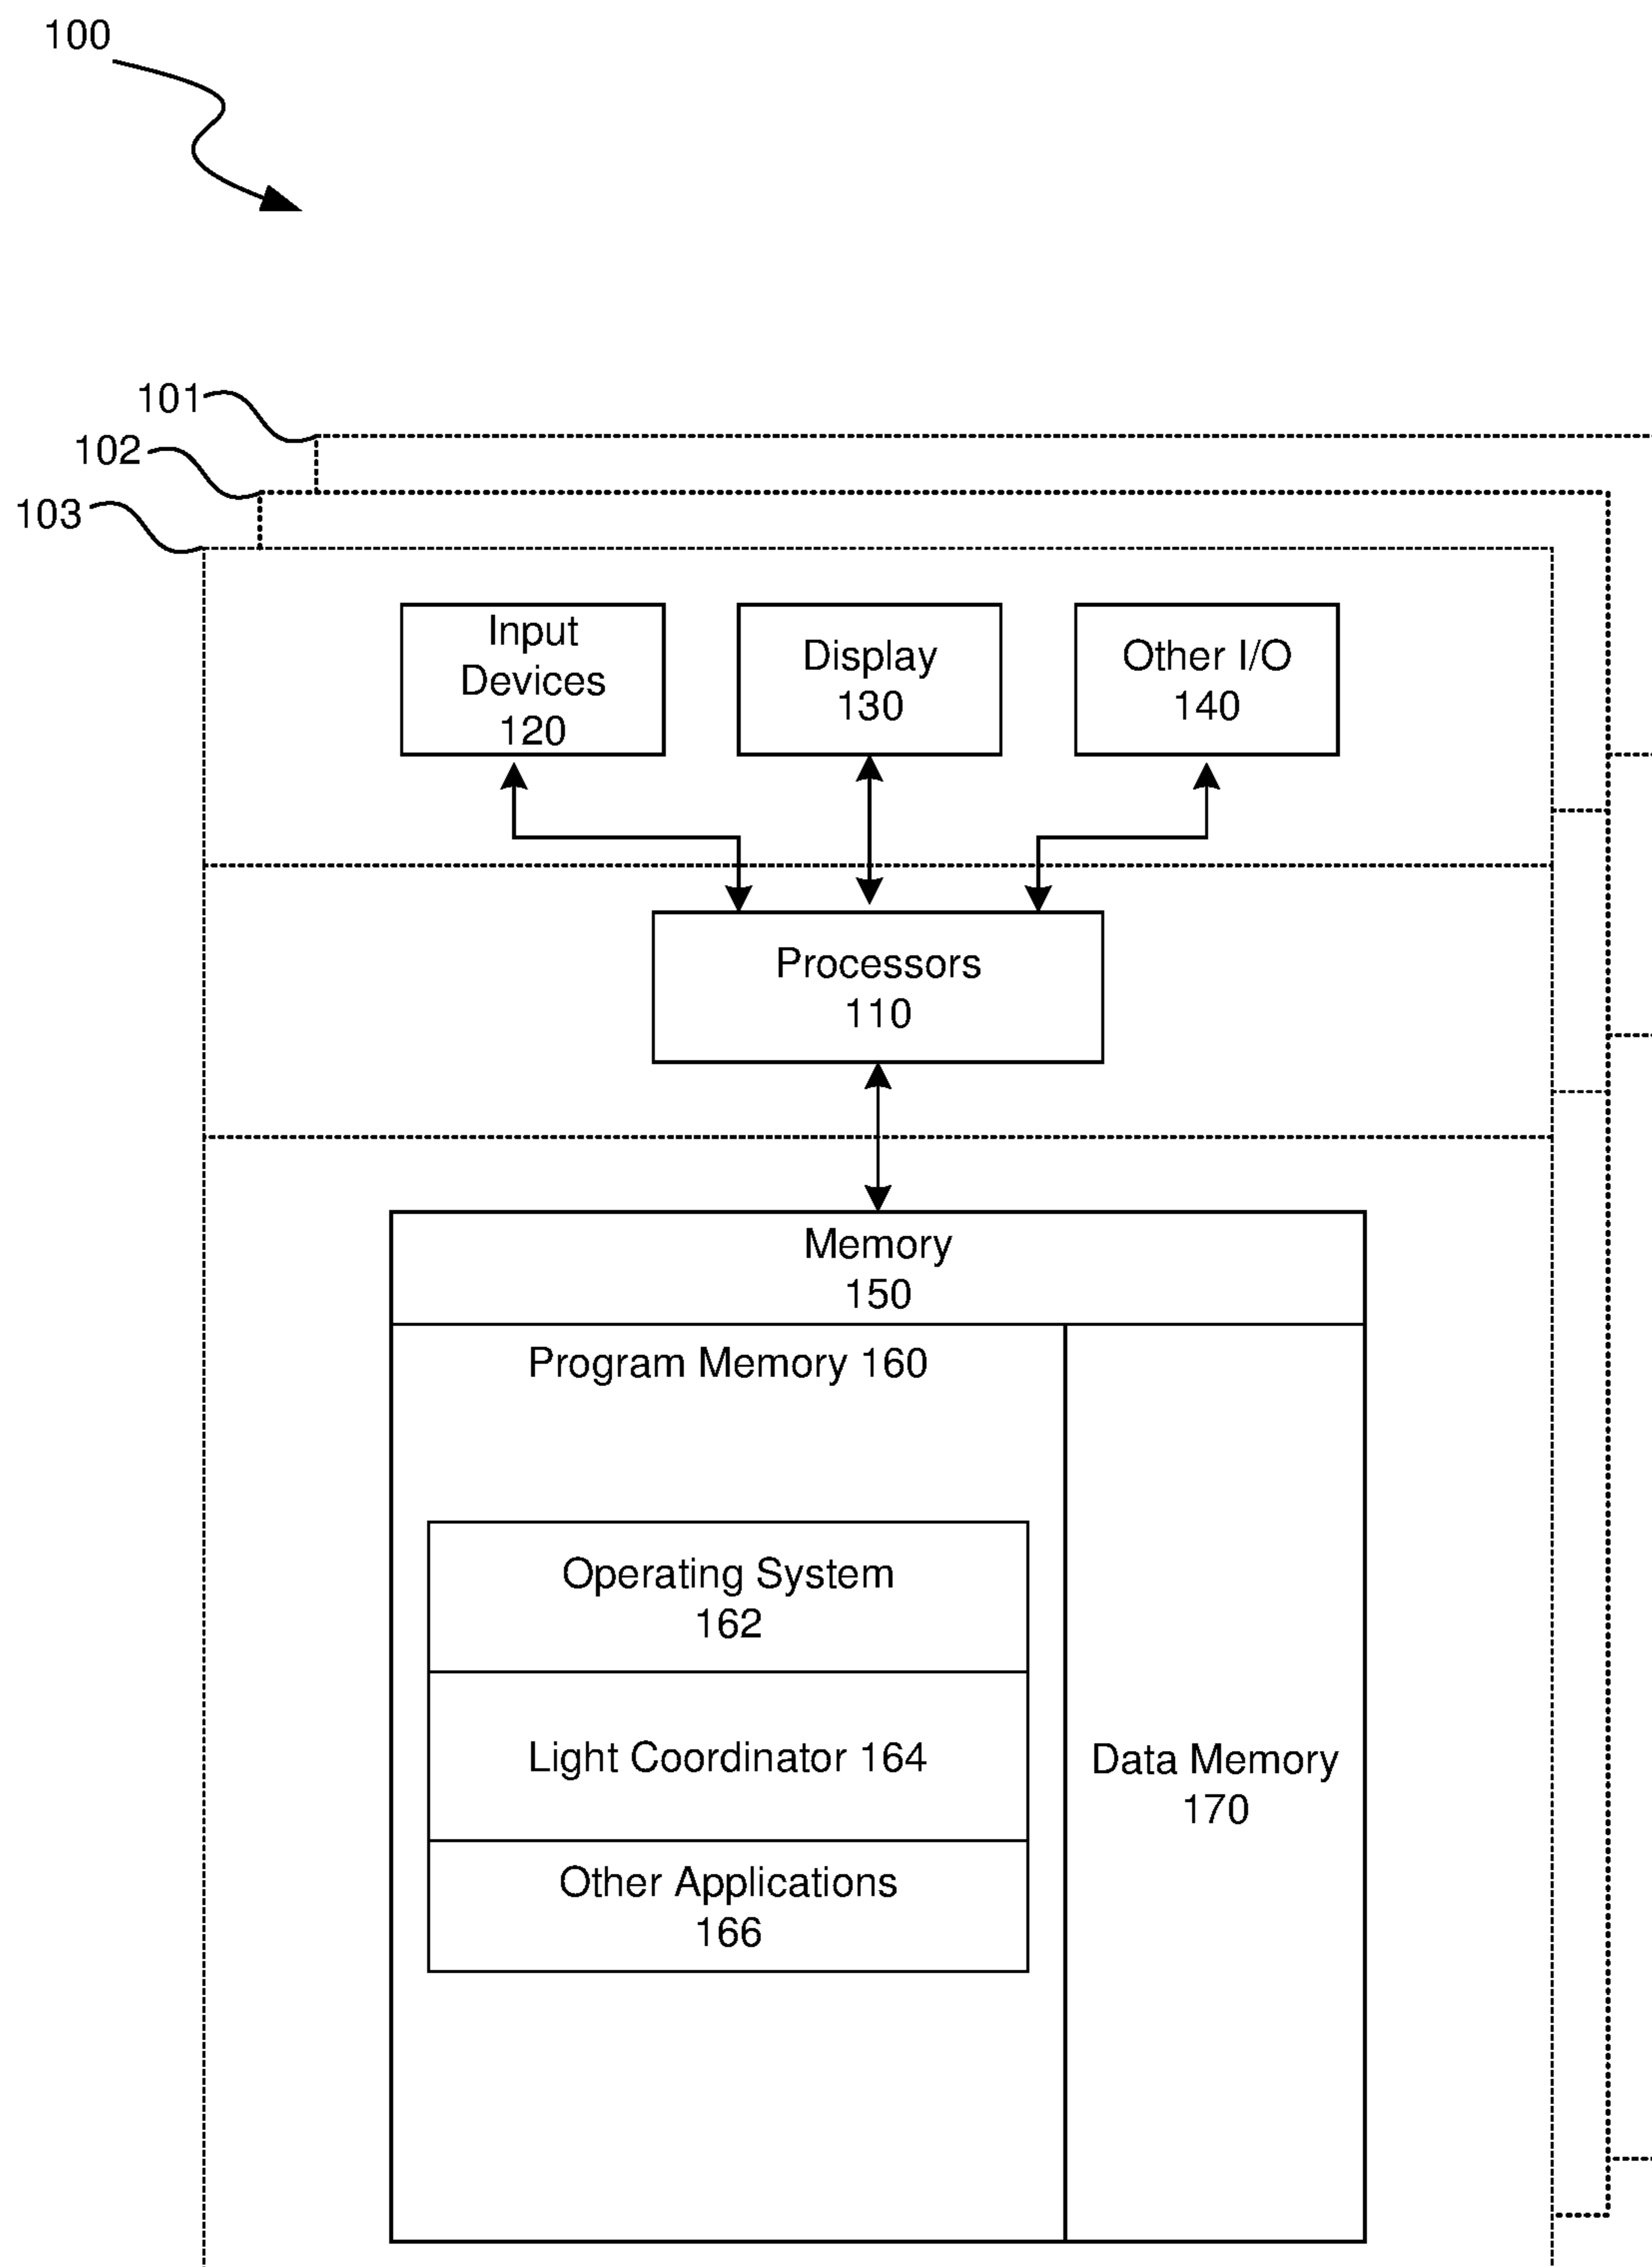 100
101
102
103
Input
Devices
120
Display
130
Other I/O
140
Processors
110
Memory
150
Program Memory 160
Operating System
162
Light Coordinator 164
Other Applications
166
Data Memory
170